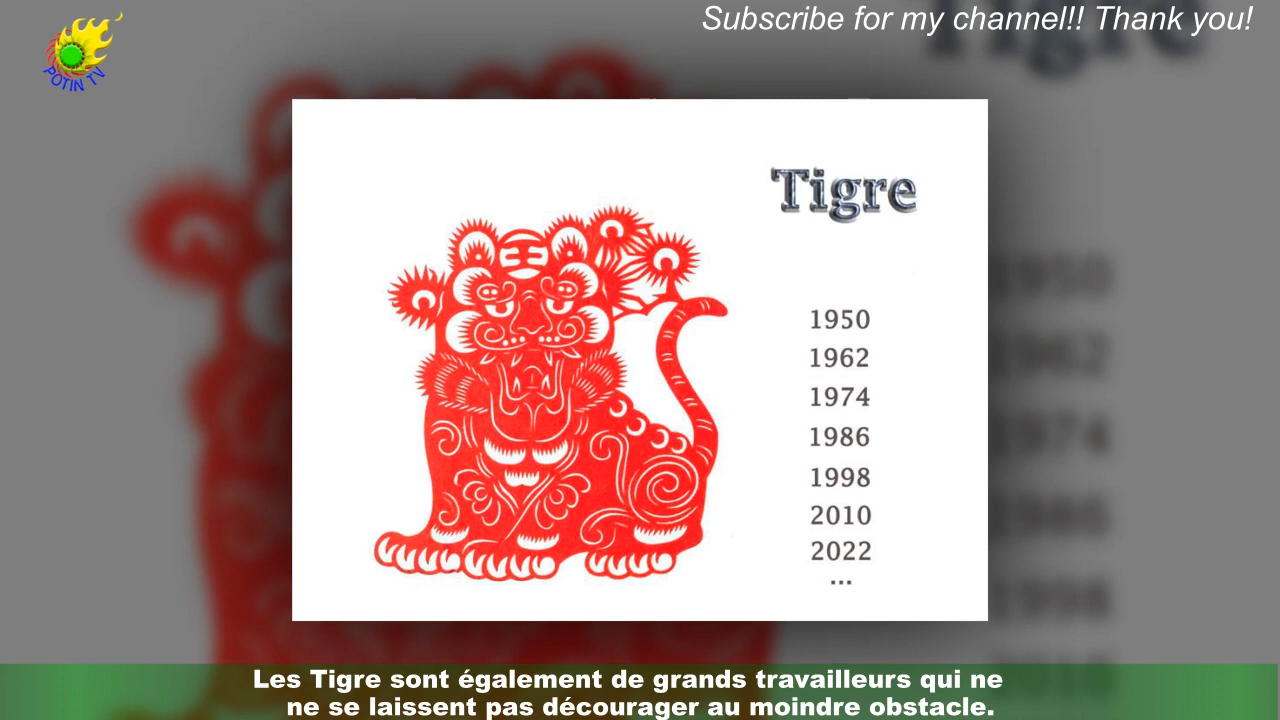 Subscribe for my channel!! Thank you!
POTIN TV
Tigre
1950
1962
1974
1986
1998
2010
2022
...
Les Tigre sont également de grands travailleurs qui ne
ne se laissent pas décourager au moindre obstacle.